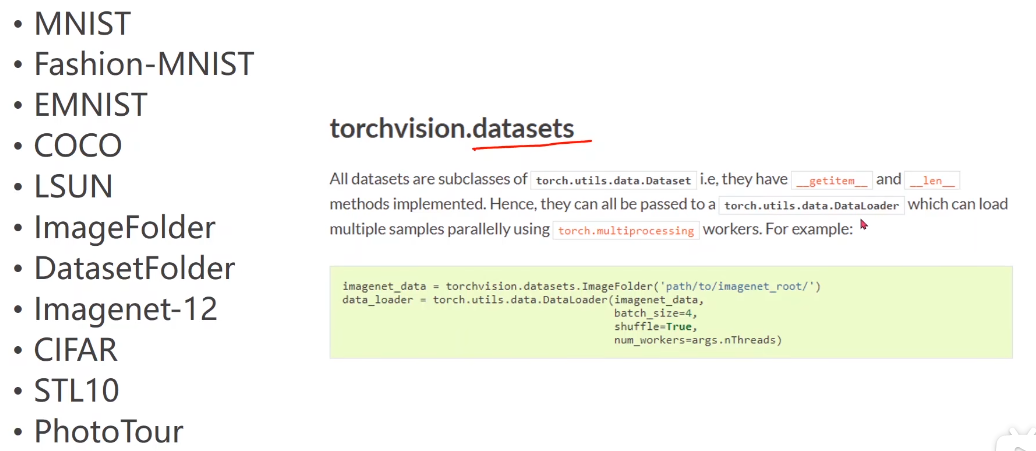 • MNIST
• Fashion-MNIST
• EMNIST
• COCO
• LSUN
• ImageFolder
• DatasetFolder
• Imagenet-12
• CIFAR
• STL10
• PhotoTour
torchvision.datasets
All datasets are subclasses of torch.utils.data.Dataset i.e, they have __getitem__ and __len__
methods implemented. Hence, they can all be passed to a torch.utils.data.DataLoader which can load
multiple samples parallelly using torch.multiprocessing workers. For example:
imagenet_data = torchvision.datasets.ImageFolder('path/to/imagenet_root/')
data_loader = torch.utils.data.DataLoader(imagenet_data,
batch_size=4,
shuffle=True,
num_workers=args.nThreads)